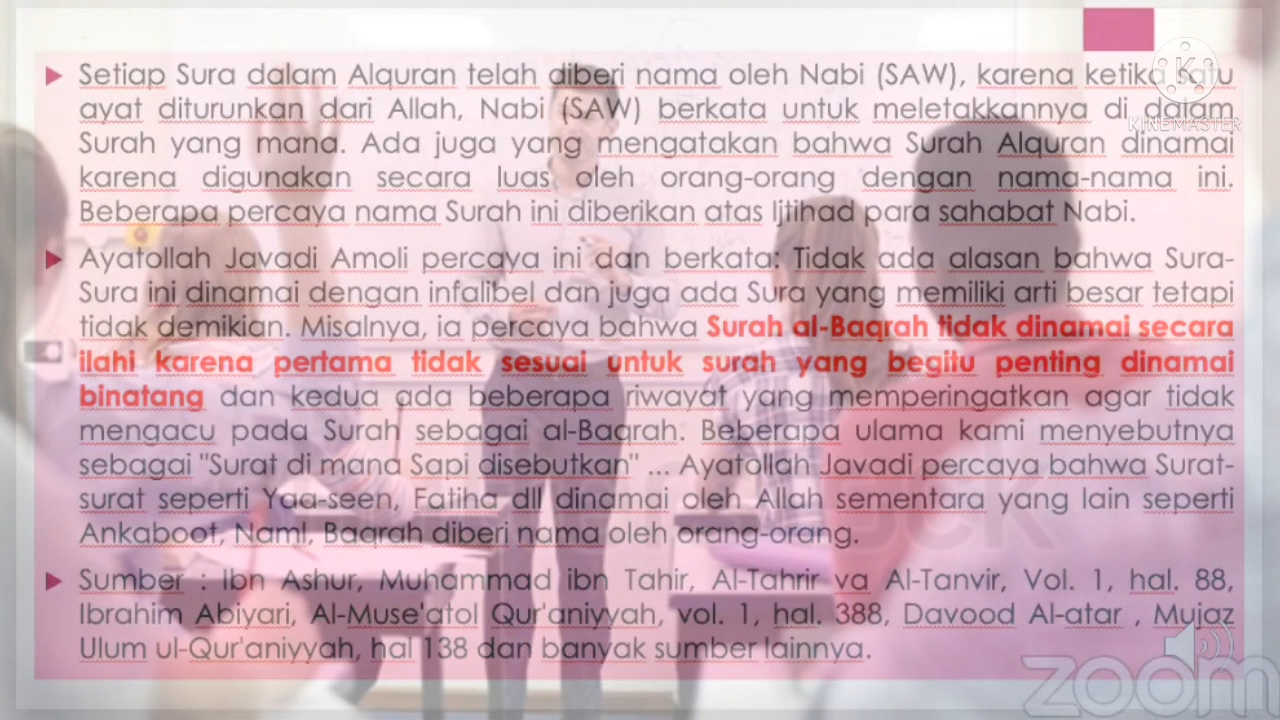 Setiap Sura dalam Alquran telah diberi nama oleh Nabi (SAW), karena ketika satu
ayat diturunkan dari Allah, Nabi (SAW) berkata untuk meletakkannya di dalam
Surah yang mana. Ada juga yang mengatakan bahwa Surah Alquran dinamai
karena digunakan secara luas oleh orang-orang dengan nama-nama ini.
Beberapa percaya nama Surah ini diberikan atas Ijtihad para sahabat Nabi.
Ayatollah Javadi Amoli percaya ini dan berkata: Tidak ada alasan bahwa Sura-
Sura ini dinamai dengan infalibel dan juga ada Sura yang memiliki arti besar tetapi
tidak demikian. Misalnya, ia percaya bahwa Surah al-Baqrah tidak dinamai secara
ilahi karena pertama tidak sesuai untuk surah yang begitu penting dinamai
binatang dan kedua ada beberapa riwayat yang memperingatkan agar tidak
mengacu pada Surah sebagai al-Baqrah. Beberapa ulama kami menyebutnya
sebagai "Surat di mana Sapi disebutkan" ... Ayatollah Javadi percaya bahwa Surat-
surat seperti Yaa-seen, Fatiha dll dinamai oleh Allah sementara yang lain seperti
Ankaboot, Naml, Baqrah diberi nama oleh orang-orang.
Sumber : Ibn Ashur, Muhammad ibn Tahir, Al-Tahrir va Al-Tanvir, Vol. 1, hal. 88,
Ibrahim Abiyari, Al-Muse'atol Qur'aniyyah, vol. 1, hal. 388, Davood Al-atar , Mujaz
Ulum ul-Qur'aniyyah, hal 138 dan banyak sumber lainnya.
K
KINEMASTER
zoom